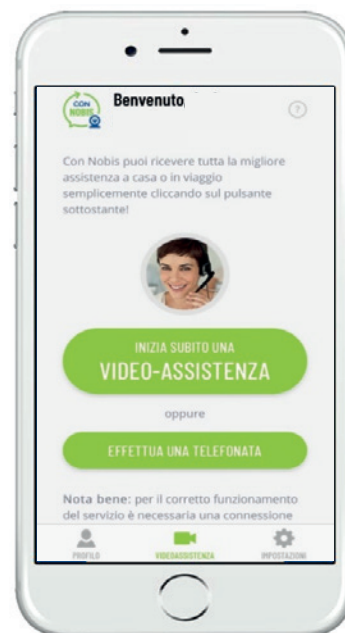 CON
NOBIS
Benvenuto,
?
Con Nobis puoi ricevere tutta la migliore
assistenza a casa o in viaggio
semplicemente cliccando sul pulsante
sottostante!
INIZIA SUBITO UNA
VIDEO-ASSISTENZA
oppure
EFFETTUA UNA TELEFONATA
Nota bene: per il corretto funzionamento
del servizio è necessaria una connessione
PROFILO VIDEOASSISTENZA IMPOSTAZIONI